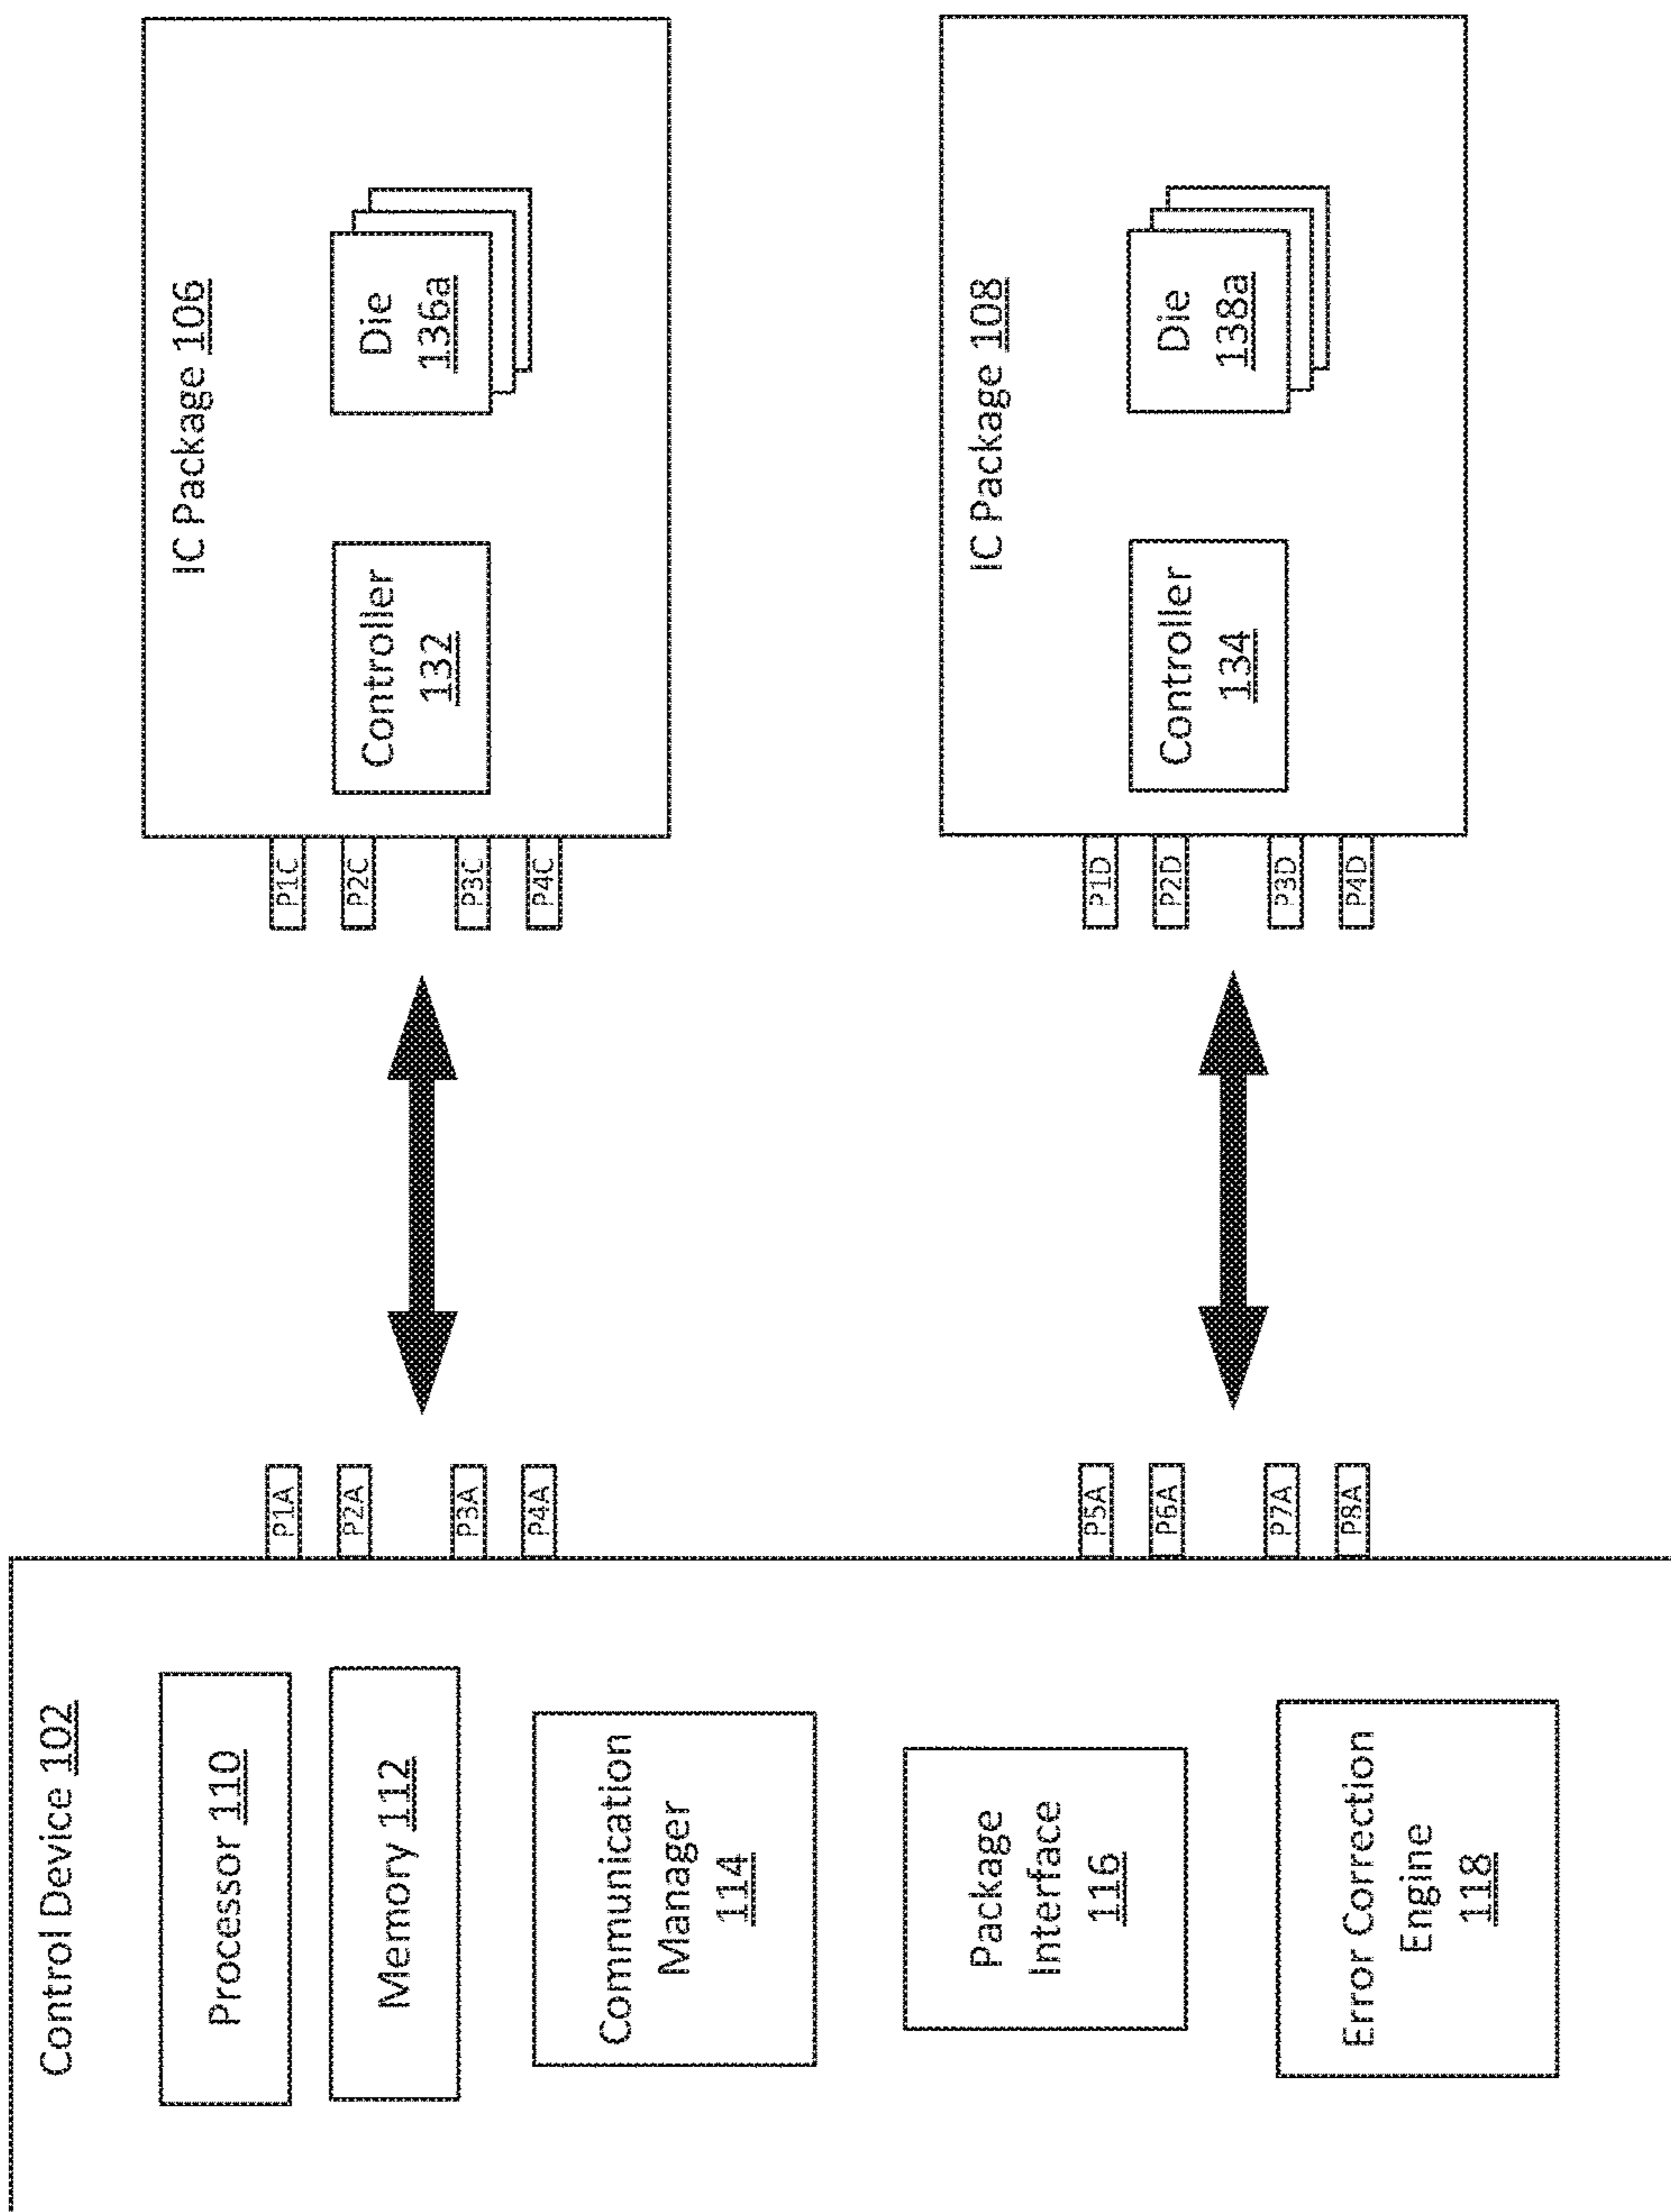 Control Device 102
Processor 110
Memory 112
Communication
Manager
114
Package
Interface
116
Error Correction
Engine
118
P1A
P2A
P3A
P4A
P5A
P6A
P7A
P8A
IC Package 106
P1C
P2C
P3C
P4C
Controller
132
Die
136a
IC Package 108
P1D
P2D
P3D
P4D
Controller
134
Die
138a